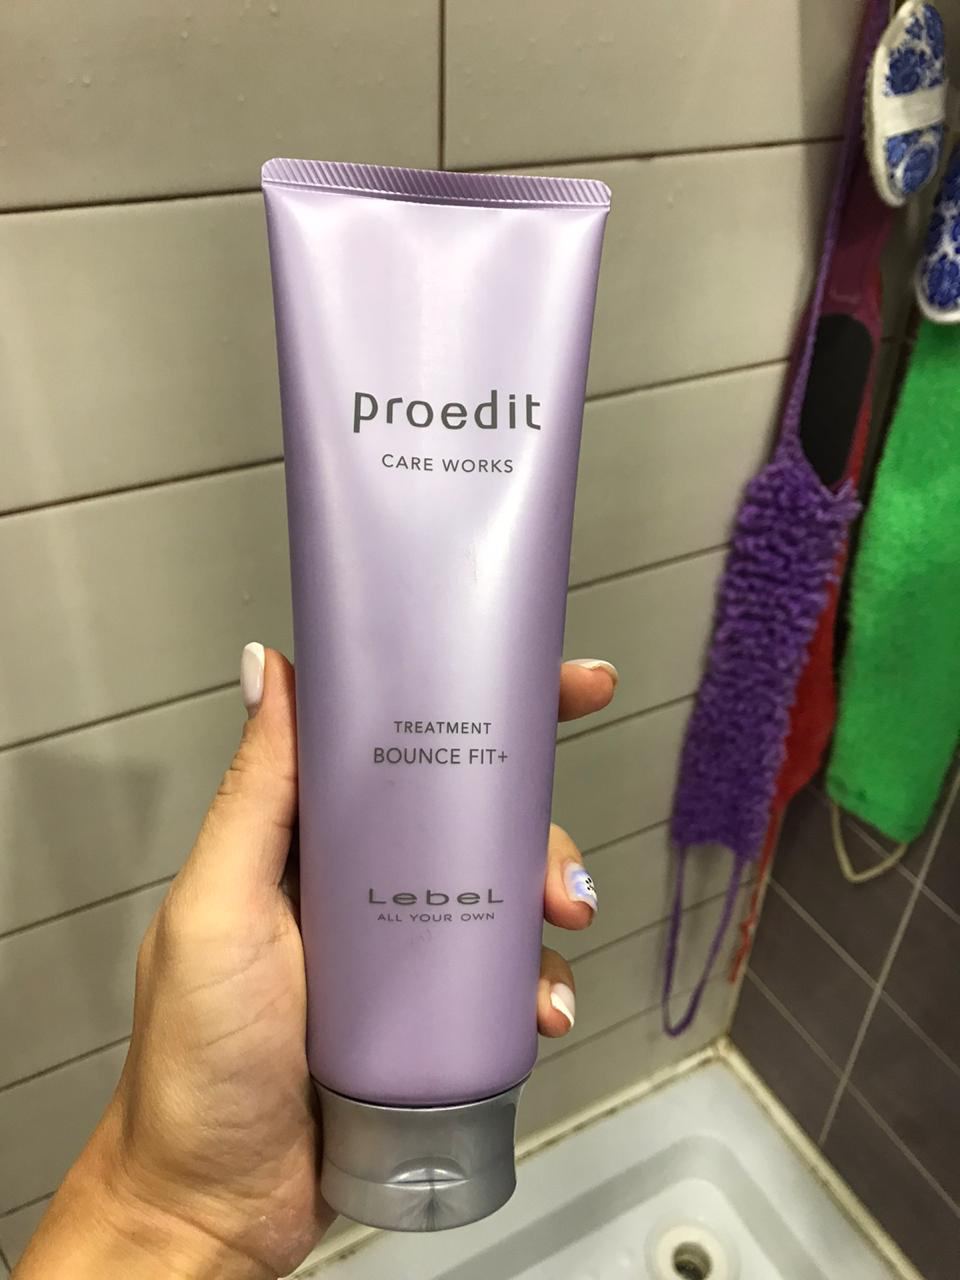 proedit
CARE WORKS
TREATMENT
BOUNCE FIT+
LebeL
ALL YOUR OWN